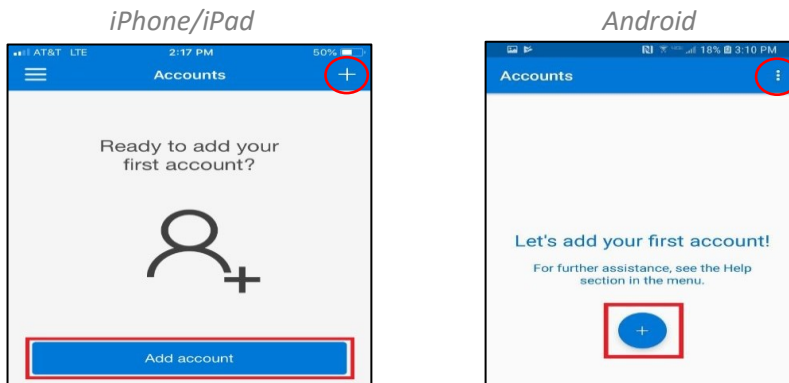 iPhone/iPad
AT&T LTE 2:17 PM 50%
Accounts +
Ready to add your
first account?
Add account
Android
18% 3:10 PM
Accounts
Let's add your first account!
For further assistance, see the Help
section in the menu.
+